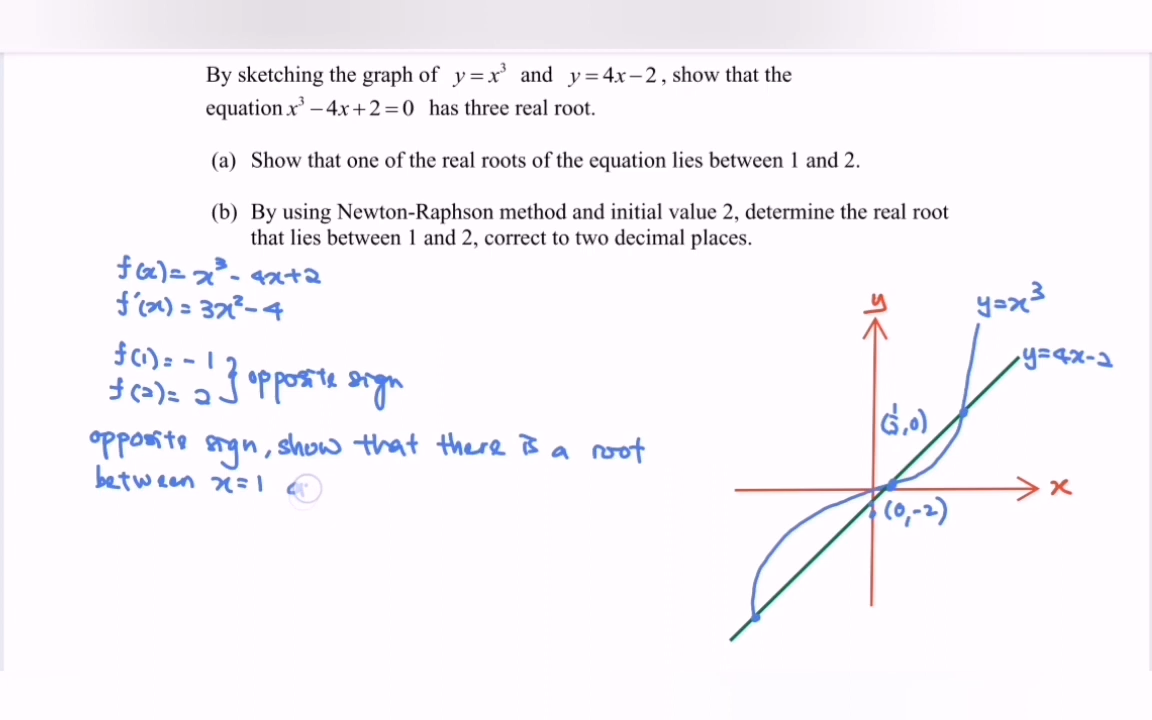 By sketching the graph of y = x³ and y = 4x − 2, show that the
equation x³ − 4x + 2 = 0 has three real root.
(a) Show that one of the real roots of the equation lies between 1 and 2.
(b) By using Newton-Raphson method and initial value 2, determine the real root
that lies between 1 and 2, correct to two decimal places.
f(x) = x³ - 4x + 2
f'(x) = 3x² - 4
f(1) = -1
f(2) = 2 } opposite sign
opposite sign, show that there is a root
between x = 1
y
y=x³
y=4x-2
(½,0)
x
(0,-2)